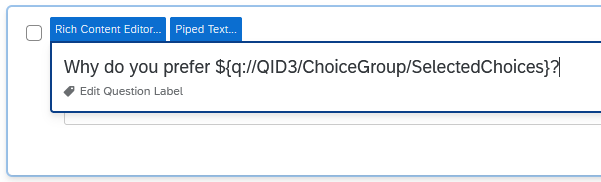 Rich Content Editor... Piped Text...
Why do you prefer ${q://QID3/ChoiceGroup/SelectedChoices}?
Edit Question Label